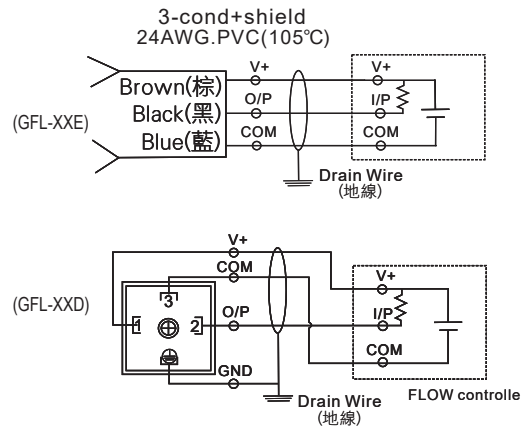 3-cond+shield
24AWG.PVC(105℃)
(GFL-XXE)
Brown(棕)
Black(黑)
Blue(藍)
V+
O/P
COM
V+
I/P
COM
Drain Wire
(地線)
(GFL-XXD)
V+
COM
3
1
2
O/P
GND
V+
I/P
COM
Drain Wire
(地線)
FLOW controlle